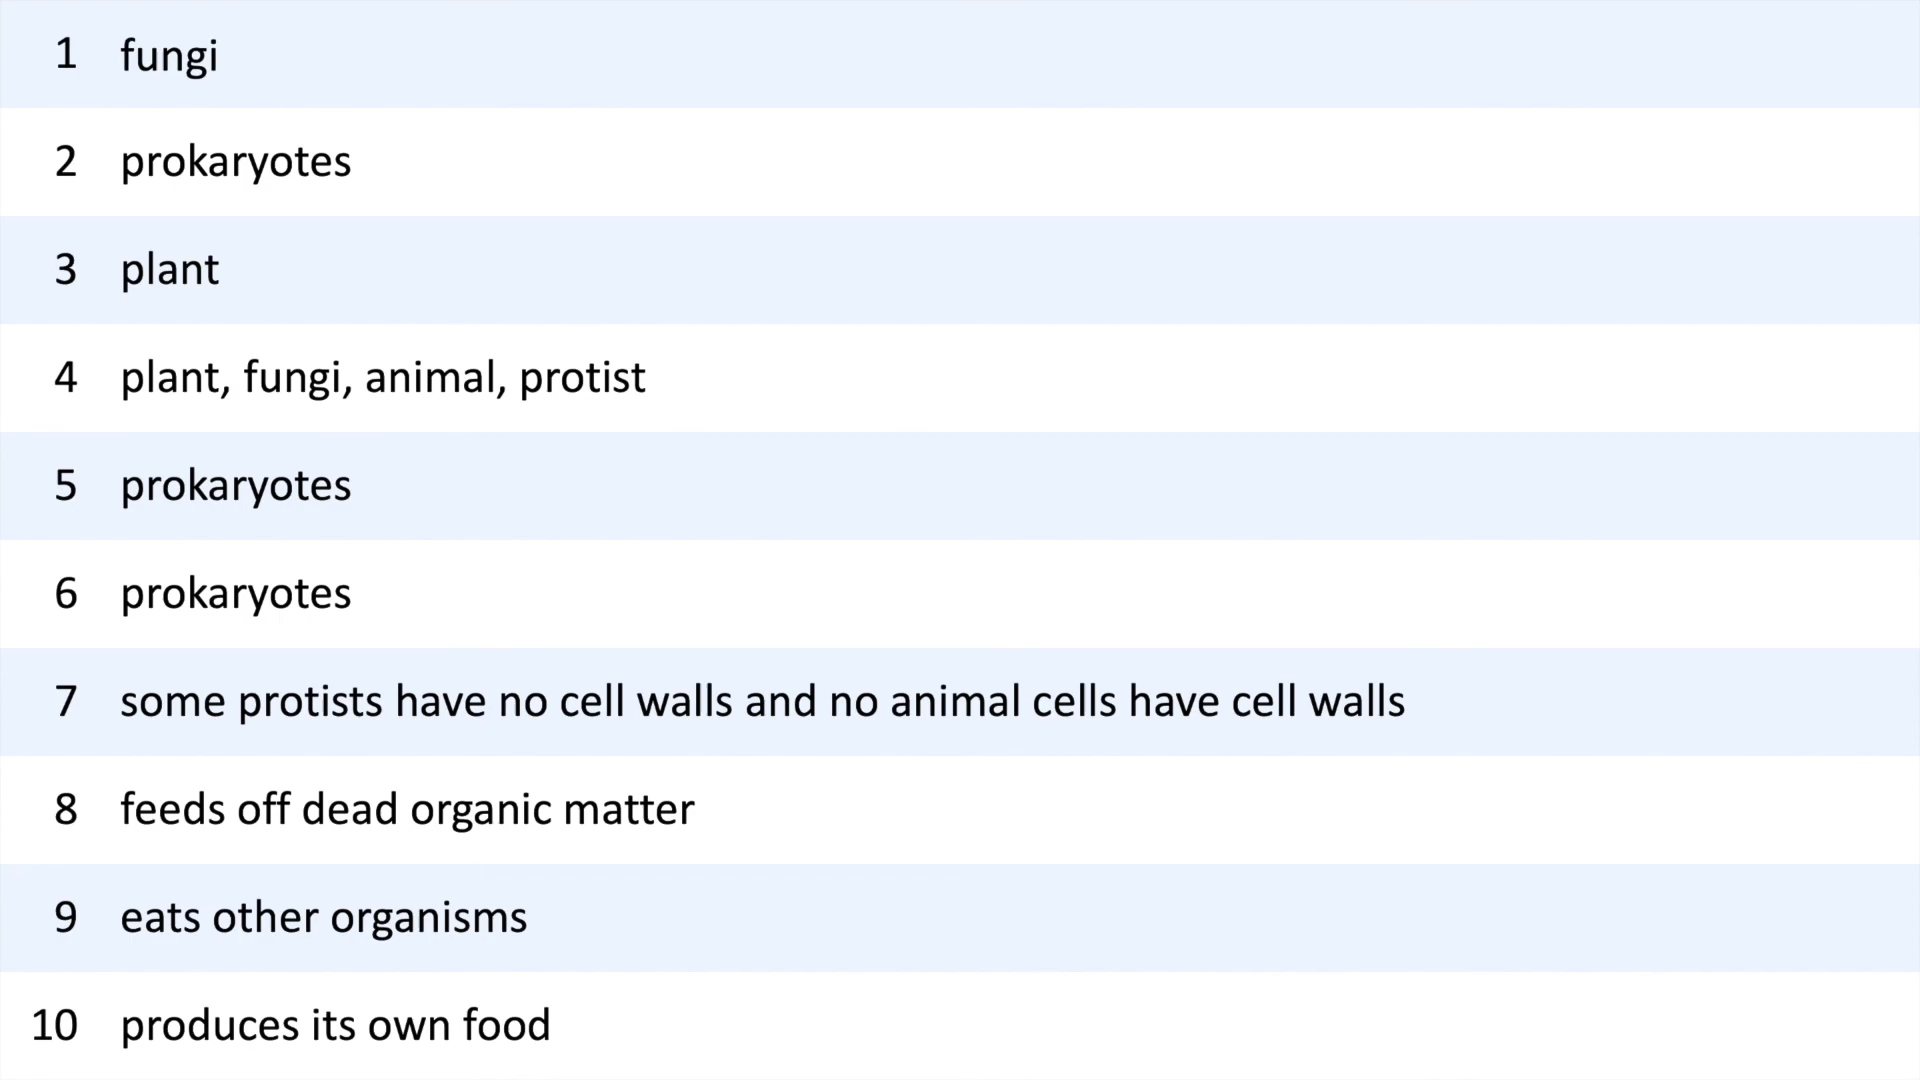 1 fungi
2 prokaryotes
3 plant
4 plant, fungi, animal, protist
5 prokaryotes
6 prokaryotes
7 some protists have no cell walls and no animal cells have cell walls
8 feeds off dead organic matter
9 eats other organisms
10 produces its own food